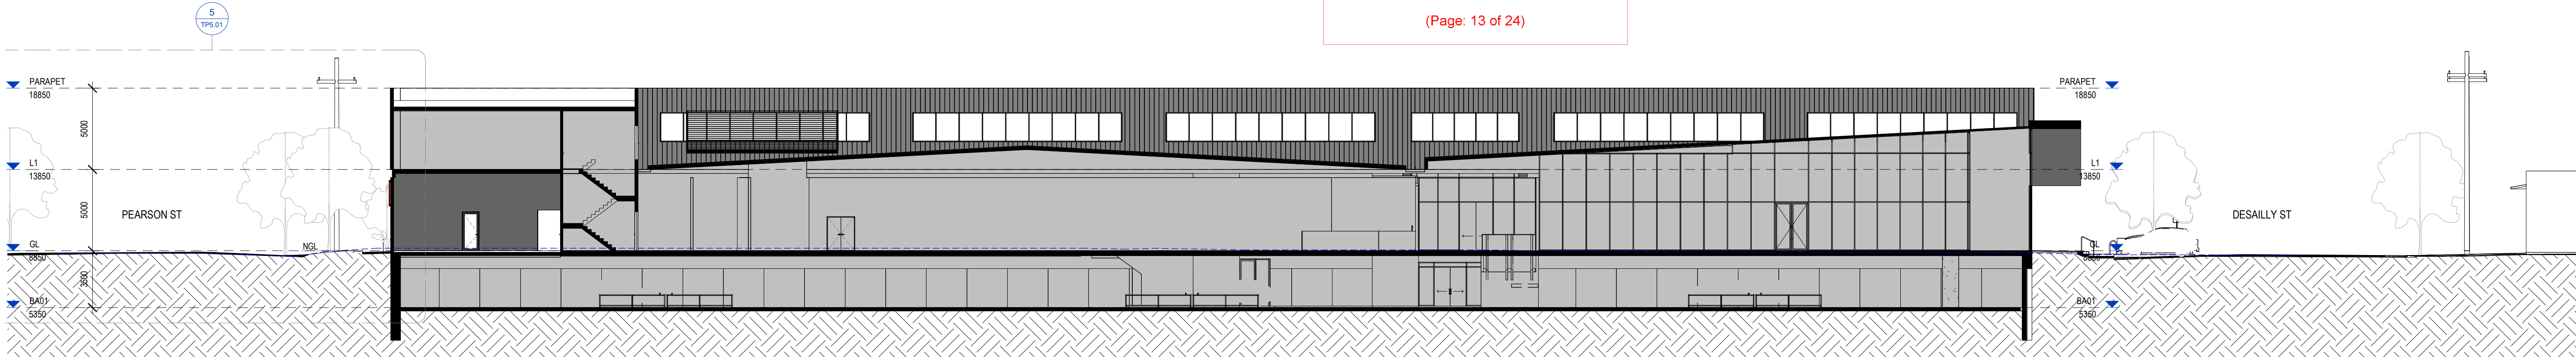 (Page: 13 of 24)
5
TP5.01
PARAPET
18850
5000
L1
13850
5000
PEARSON ST
GL
8850
NGL
3500
BA01
5350
PARAPET
18850
L1
13850
DESAILLY ST
GL
BA01
5350